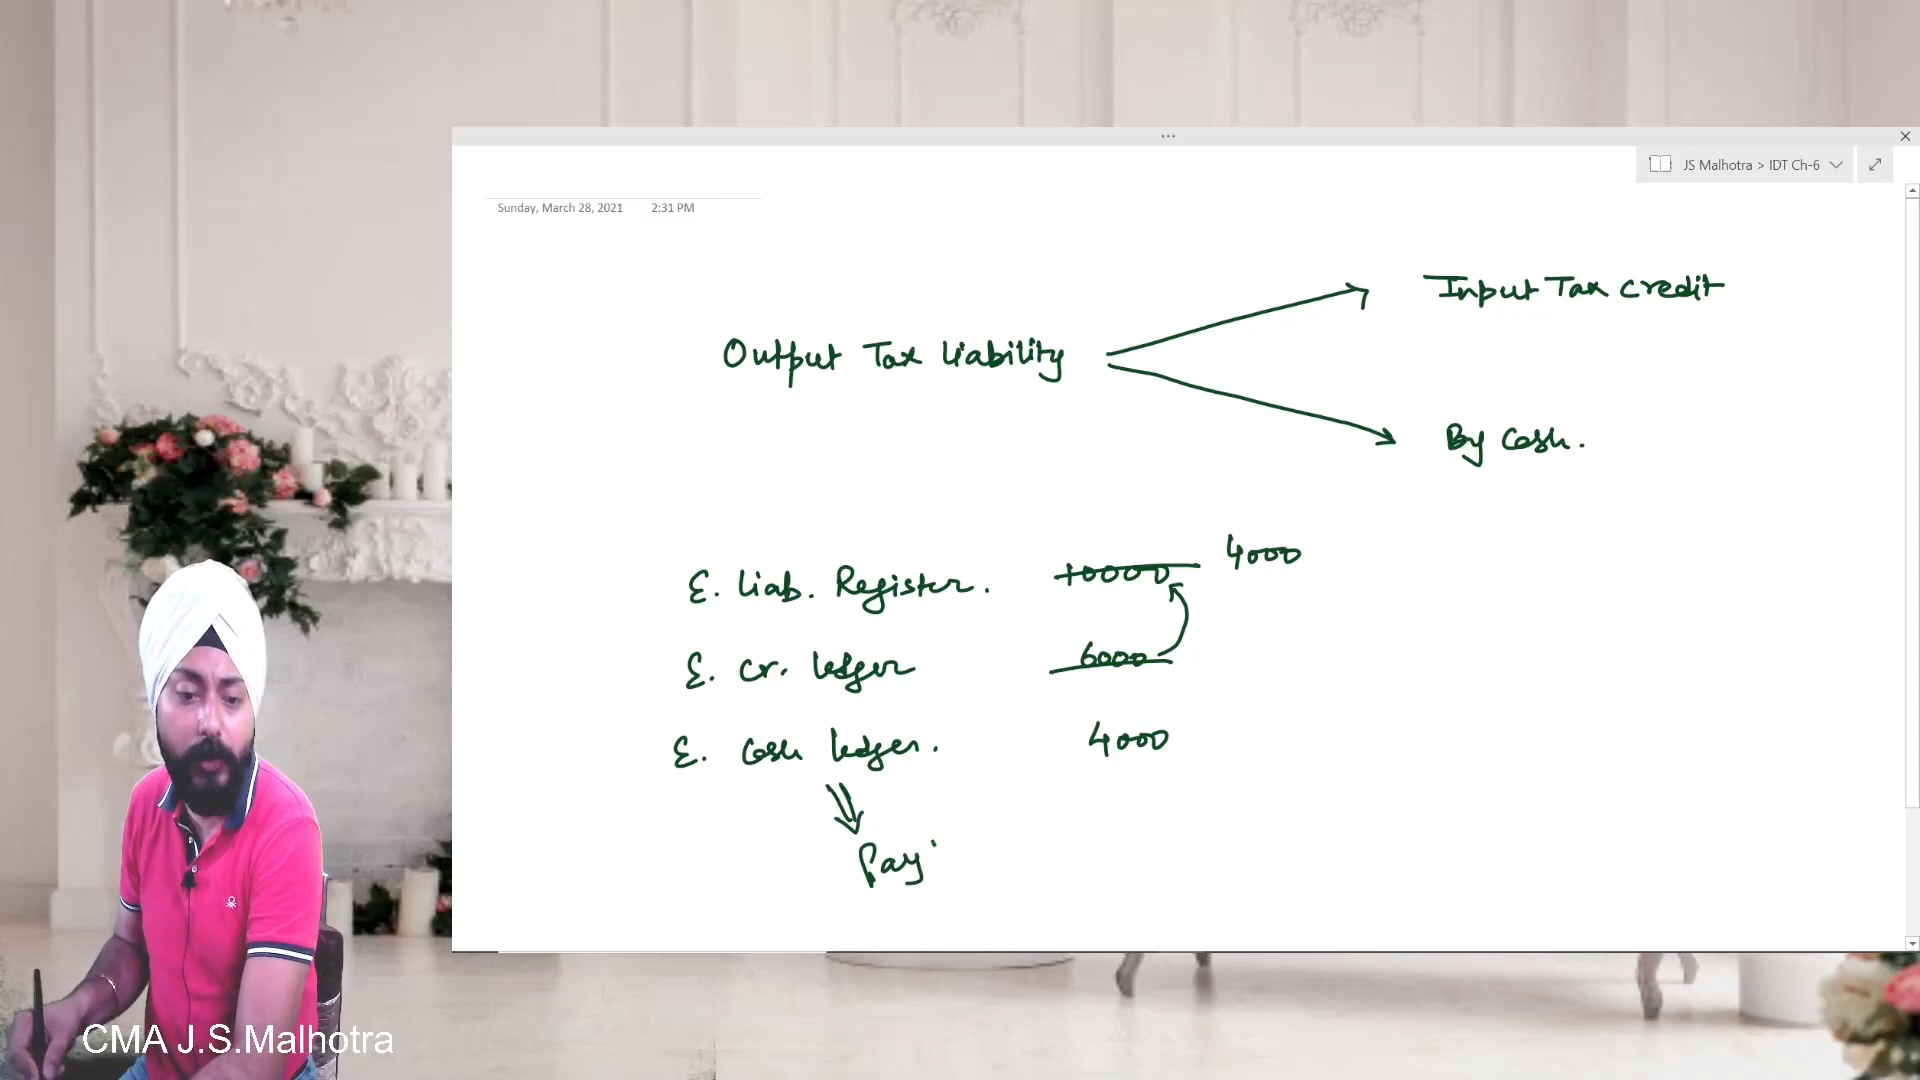 JS Malhotra > IDT Ch-6
Sunday, March 28, 2021 2:31 PM
Input Tax credit
Output Tax liability
By Cash.
E. liab. Register. 10000 4000
E. cr. ledger 6000
E. Cash ledger. 4000
Pay
CMA J.S.Malhotra